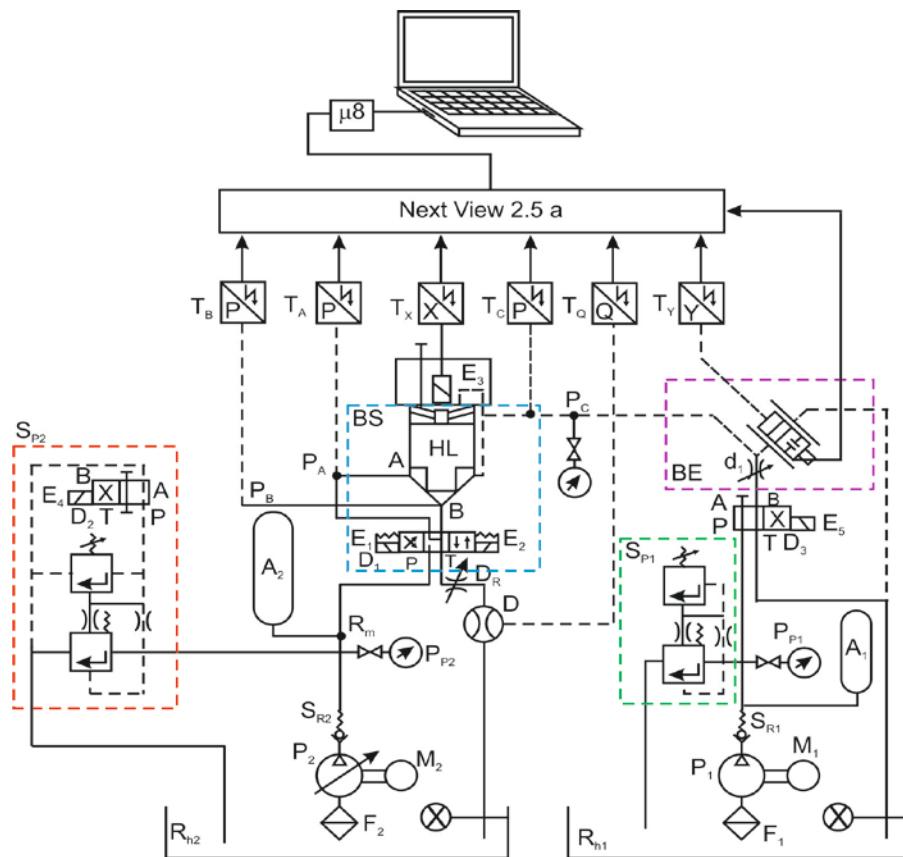 μ8
Next View 2.5 a
T_B P
T_A P
T_X X
T_C P
T_Q Q
T_Y Y
E_3
P_C
S_P2
BS
HL
P_A A
d_1
BE
B A
E_4 X
D_2 T P
P_B
B
A B
P X E_5
T D_3
E_1 X E_2
D_1 P T
S_P1
A_2
D_R
D
R_m
P_P2
P_P1
A_1
S_R2
S_R1
P_2 M_2
P_1 M_1
R_h2
F_2
R_h1
F_1